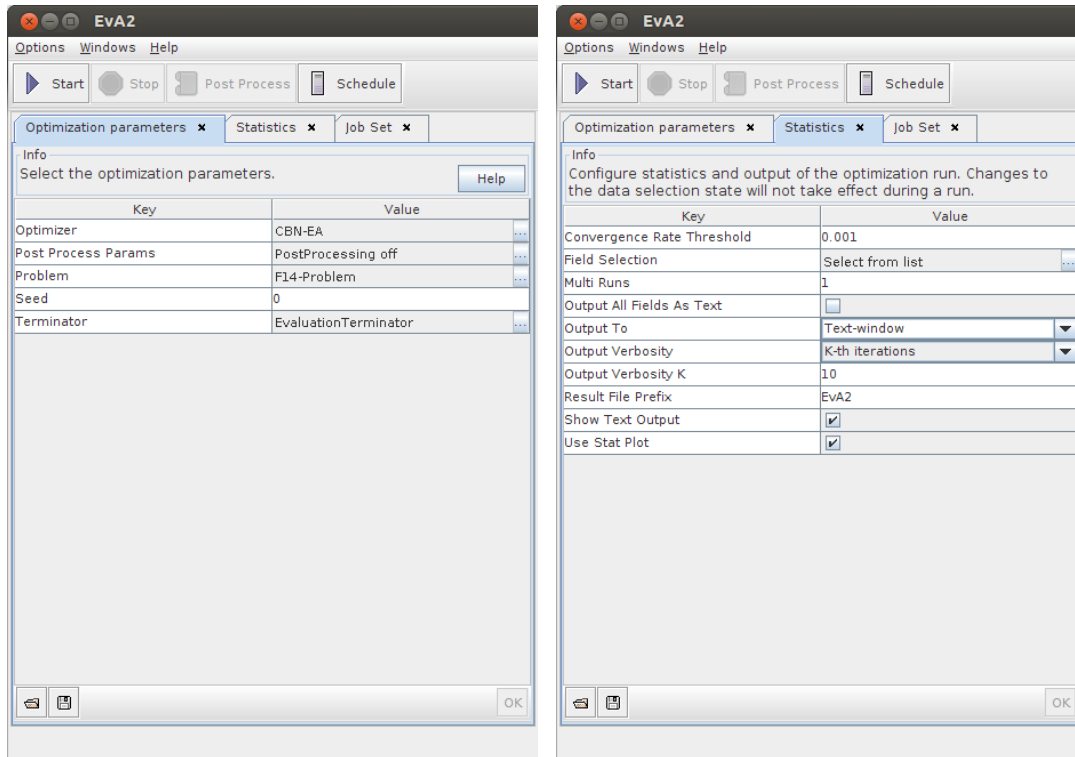 EvA2
Options Windows Help
Start Stop Post Process Schedule
Optimization parameters Statistics Job Set
Info
Select the optimization parameters.
Help
Key Value
Optimizer CBN-EA ...
Post Process Params PostProcessing off ...
Problem F14-Problem ...
Seed 0
Terminator EvaluationTerminator ...
OK
EvA2
Options Windows Help
Start Stop Post Process Schedule
Optimization parameters Statistics Job Set
Info
Configure statistics and output of the optimization run. Changes to
the data selection state will not take effect during a run.
Key Value
Convergence Rate Threshold 0.001
Field Selection Select from list ...
Multi Runs 1
Output All Fields As Text
Output To Text-window
Output Verbosity K-th iterations
Output Verbosity K 10
Result File Prefix EvA2
Show Text Output
Use Stat Plot
OK